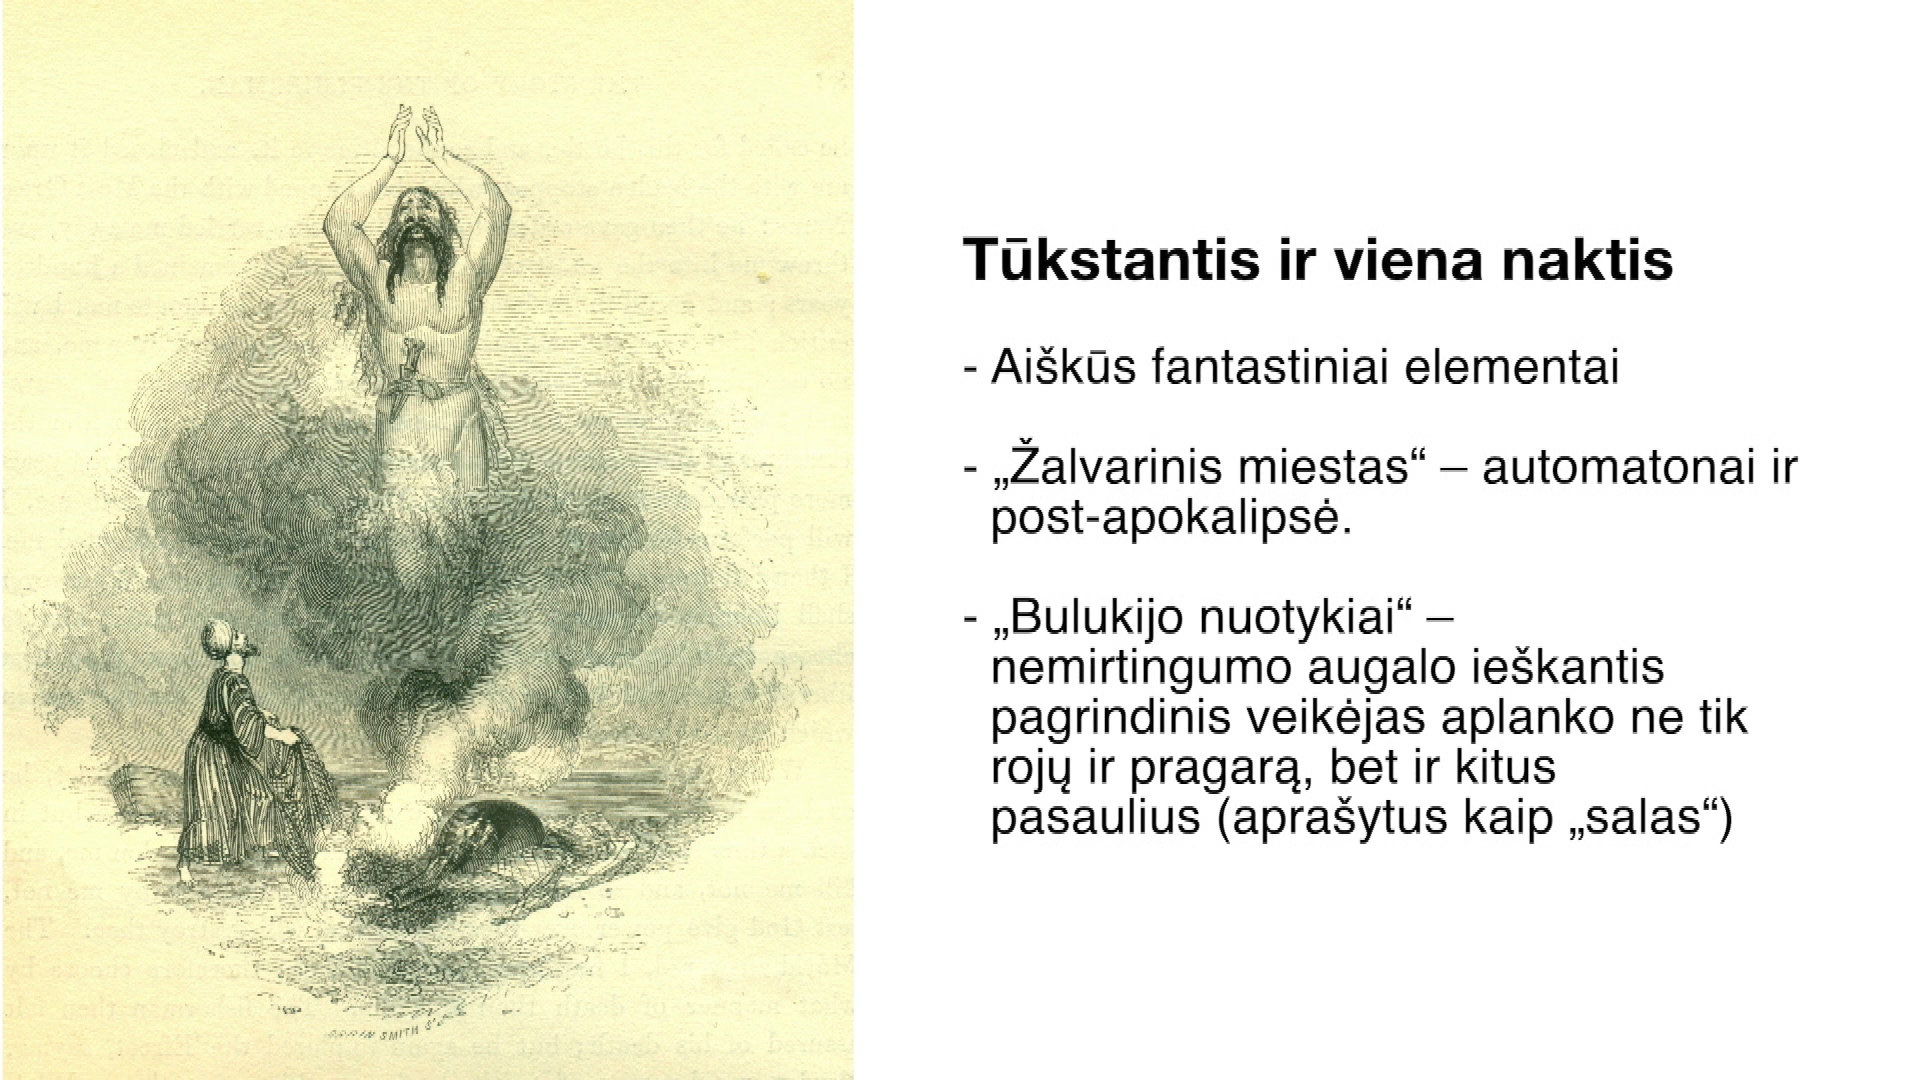 Tūkstantis ir viena naktis
- Aiškūs fantastiniai elementai
- „Žalvarinis miestas“ – automatonai ir
post-apokalipsė.
- „Bulukijo nuotykiai“ –
nemirtingumo augalo ieškantis
pagrindinis veikėjas aplanko ne tik
rojų ir pragarą, bet ir kitus
pasaulius (aprašytus kaip „salas“)
SMITH